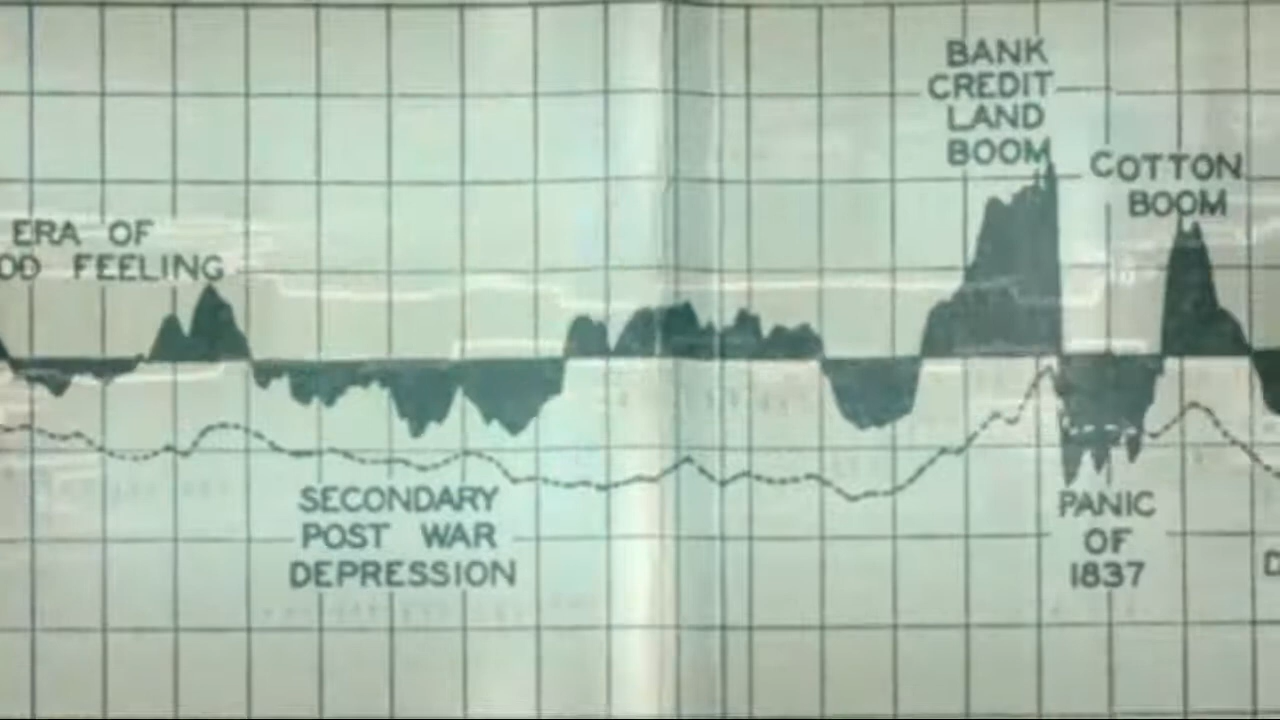 ERA OF
OD FEELING
SECONDARY
POST WAR
DEPRESSION
BANK
CREDIT
LAND
BOOM
COTTON
BOOM
PANIC
OF
1837
D